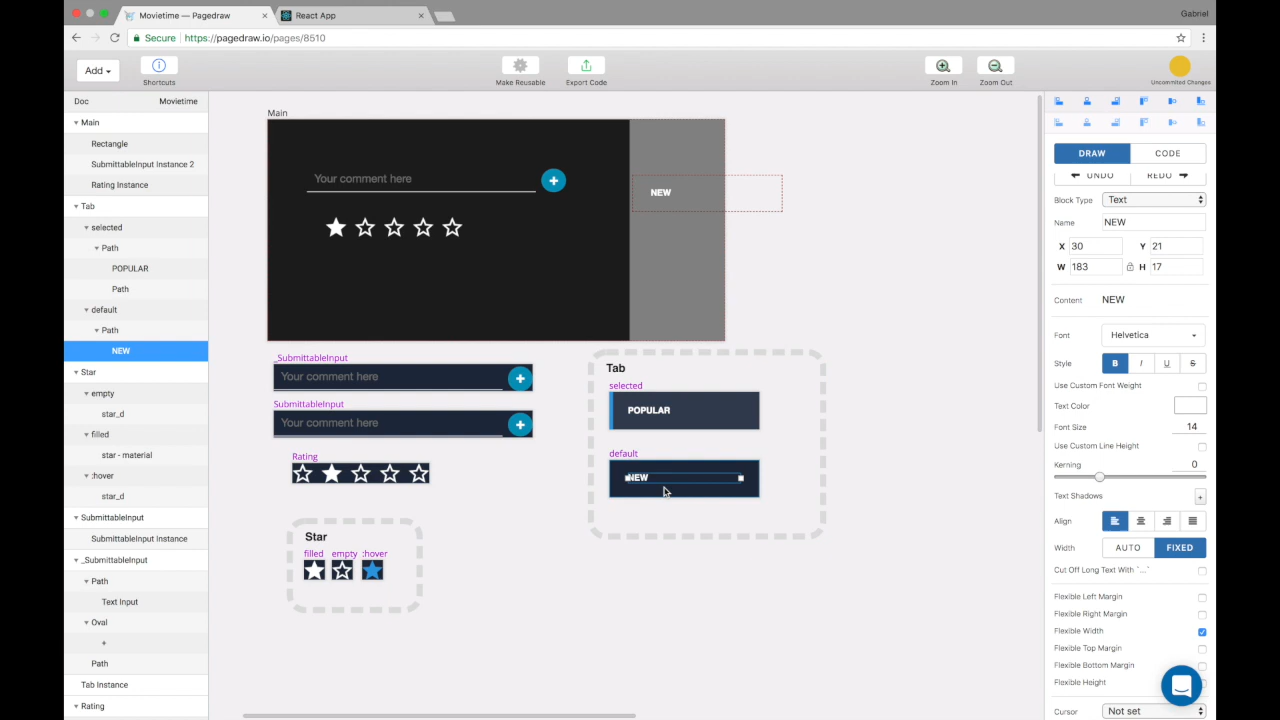 Movietime — Pagedraw
React App
Gabriel
Secure https://pagedraw.io/pages/8510
Add
Shortcuts
Make Reusable
Export Code
Zoom In
Zoom Out
Uncommited Changes
Doc
Movietime
Main
Rectangle
SubmittableInput Instance 2
Rating Instance
Tab
selected
Path
POPULAR
Path
default
Path
NEW
Star
empty
star_d
filled
star - material
:hover
star_d
SubmittableInput
SubmittableInput Instance
_SubmittableInput
Path
Text Input
Oval
+
Path
Tab Instance
Rating
Main
Your comment here
NEW
_SubmittableInput
Your comment here
SubmittableInput
Your comment here
Rating
Star
filled empty :hover
Tab
selected
POPULAR
default
NEW
DRAW CODE
UNDO REDO
Block Type Text
Name NEW
X 30 Y 21
W 183 H 17
Content NEW
Font Helvetica
Style B I U S
Use Custom Font Weight
Text Color
Font Size 14
Use Custom Line Height
Kerning 0
Text Shadows +
Align
Width AUTO FIXED
Cut Off Long Text With `...`
Flexible Left Margin
Flexible Right Margin
Flexible Width
Flexible Top Margin
Flexible Bottom Margin
Flexible Height
Cursor Not set